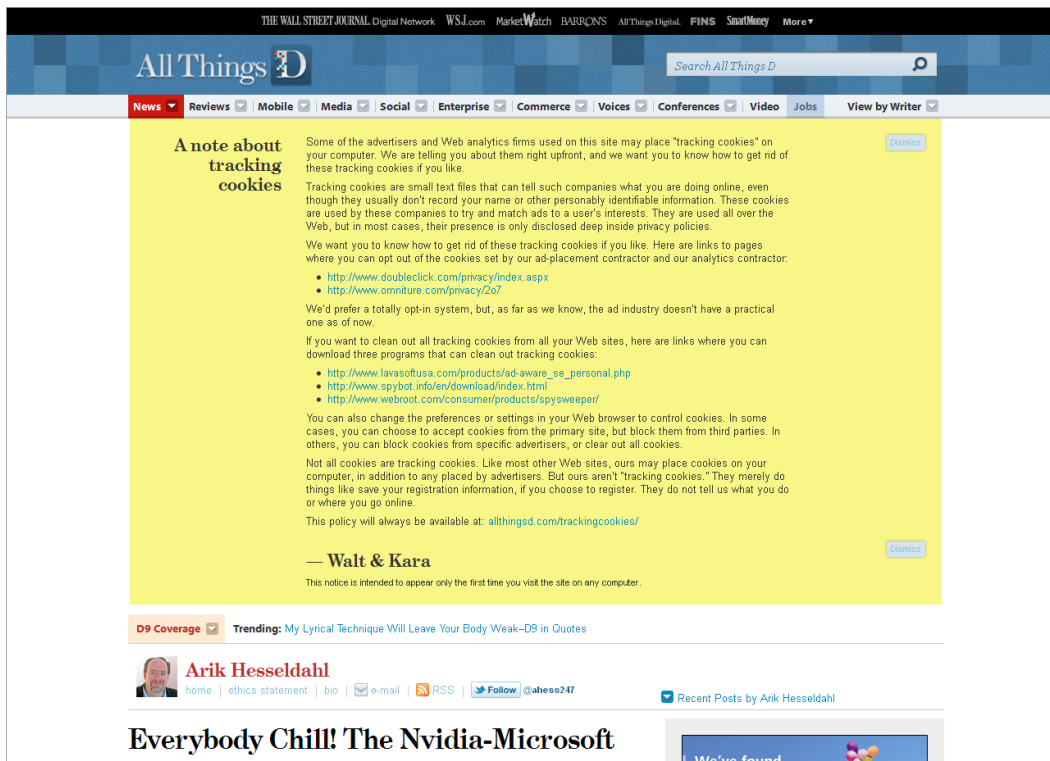 THE WALL STREET JOURNAL. Digital Network WSJ.com MarketWatch BARRON'S AllThingsDigital. FINS SmartMoney More▼
All Things D
Search All Things D
News Reviews Mobile Media Social Enterprise Commerce Voices Conferences Video Jobs View by Writer
A note about
tracking
cookies
Some of the advertisers and Web analytics firms used on this site may place "tracking cookies" on
your computer. We are telling you about them right upfront, and we want you to know how to get rid of
these tracking cookies if you like.
Dismiss
Tracking cookies are small text files that can tell such companies what you are doing online, even
though they usually don't record your name or other personally identifiable information. These cookies
are used by these companies to try and match ads to a user's interests. They are used all over the
Web, but in most cases, their presence is only disclosed deep inside privacy policies.
We want you to know how to get rid of these tracking cookies if you like. Here are links to pages
where you can opt out of the cookies set by our ad-placement contractor and our analytics contractor:
• http://www.doubleclick.com/privacy/index.aspx
• http://www.omniture.com/privacy/2o7
We'd prefer a totally opt-in system, but, as far as we know, the ad industry doesn't have a practical
one as of now.
If you want to clean out all tracking cookies from all your Web sites, here are links where you can
download three programs that can clean out tracking cookies:
• http://www.lavasoftusa.com/products/ad-aware_se_personal.php
• http://www.spybot.info/en/download/index.html
• http://www.webroot.com/consumer/products/spysweeper/
You can also change the preferences or settings in your Web browser to control cookies. In some
cases, you can choose to accept cookies from the primary site, but block them from third parties. In
others, you can block cookies from specific advertisers, or clear out all cookies.
Not all cookies are tracking cookies. Like most other Web sites, ours may place cookies on your
computer, in addition to any placed by advertisers. But ours aren't "tracking cookies." They merely do
things like save your registration information, if you choose to register. They do not tell us what you do
or where you go online.
This policy will always be available at: allthingsd.com/trackingcookies/
Dismiss
— Walt & Kara
This notice is intended to appear only the first time you visit the site on any computer.
D9 Coverage Trending: My Lyrical Technique Will Leave Your Body Weak–D9 in Quotes
Arik Hesseldahl
home | ethics statement | bio | e-mail | RSS | Follow @ahess247
Recent Posts by Arik Hesseldahl
Everybody Chill! The Nvidia-Microsoft
We've found